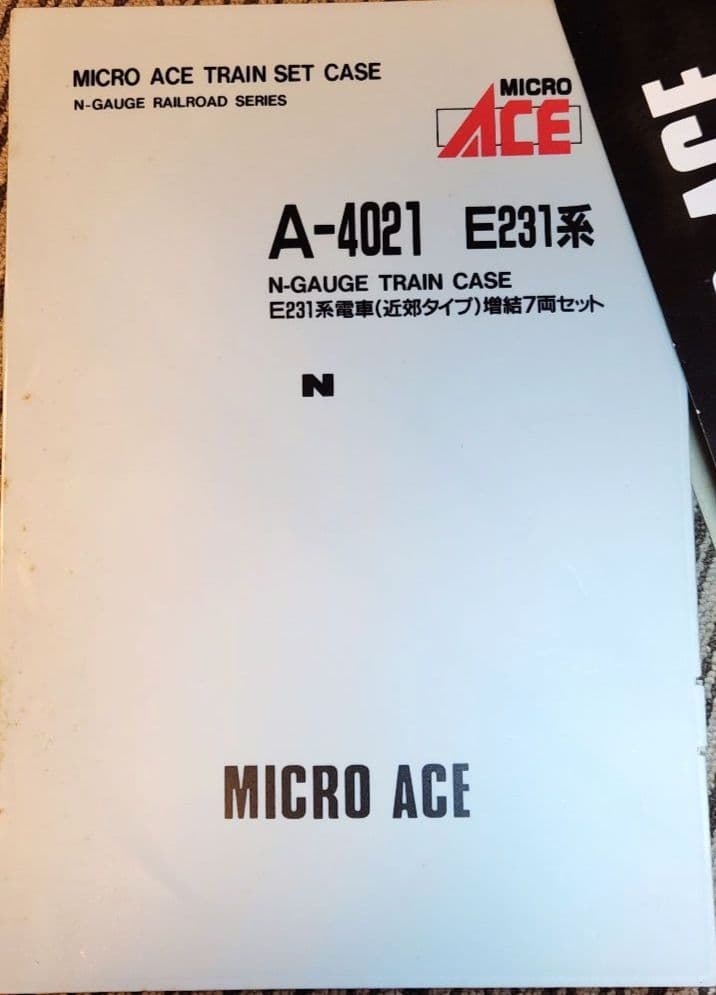 MICRO ACE TRAIN SET CASE
N-GAUGE RAILROAD SERIES
MICRO
ACE
A-4021 E231系
N-GAUGE TRAIN CASE
E231系電車(近郊タイプ)増結7両セット
N
MICRO ACE
ACE